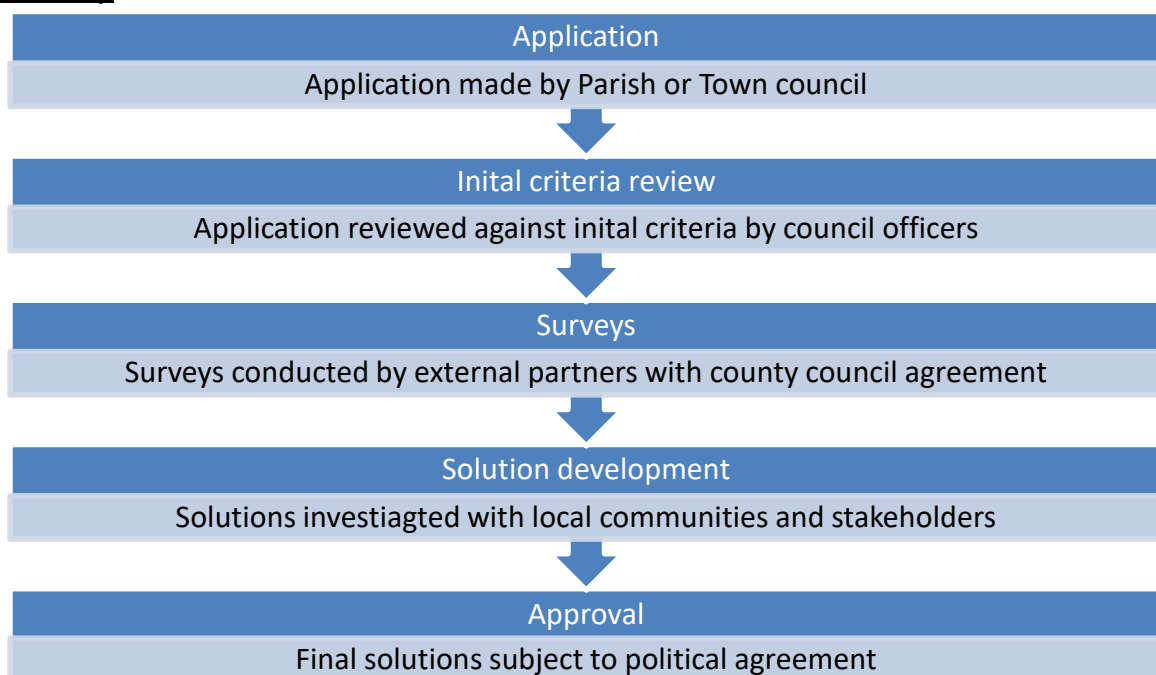 Application
Application made by Parish or Town council
Inital criteria review
Application reviewed against inital criteria by council officers
Surveys
Surveys conducted by external partners with county council agreement
Solution development
Solutions investiagted with local communities and stakeholders
Approval
Final solutions subject to political agreement